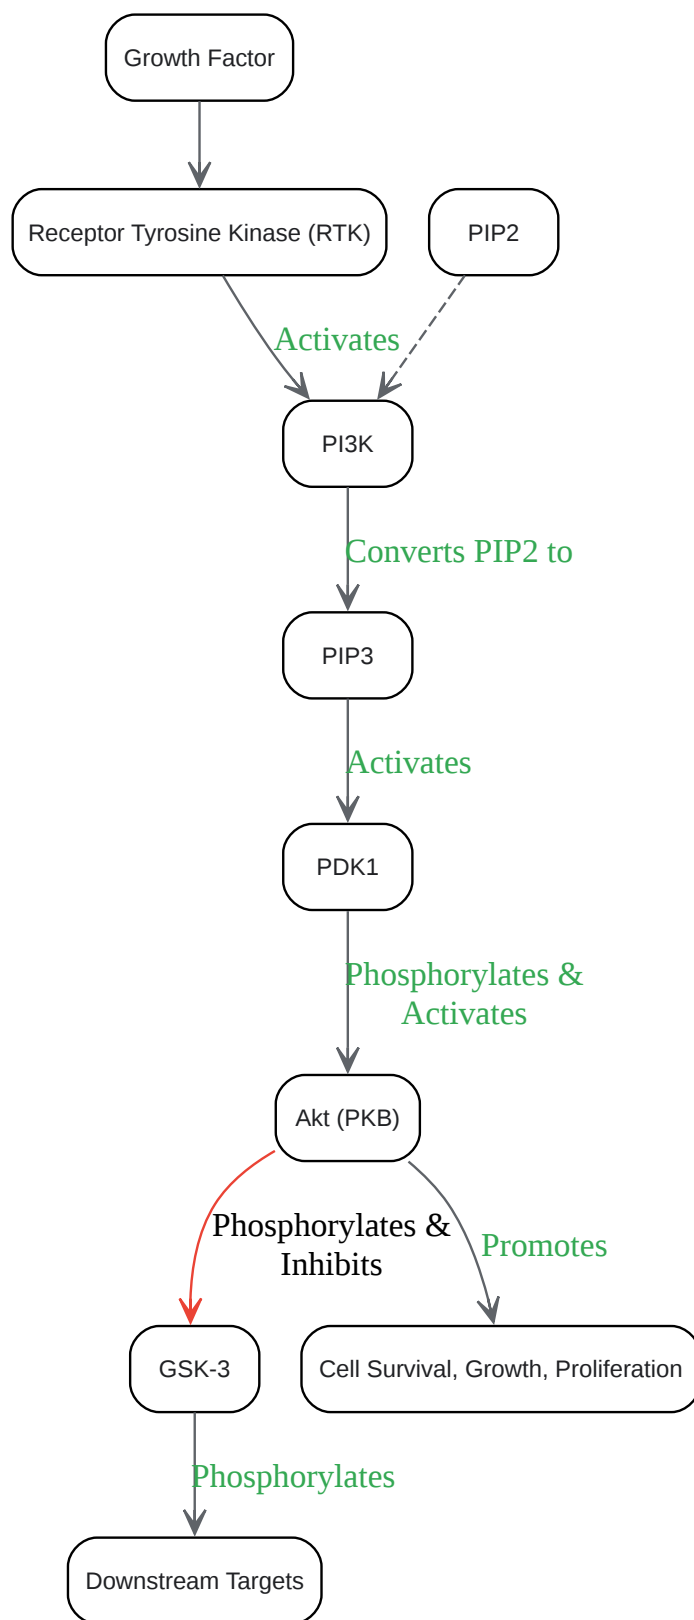 Growth Factor
Receptor Tyrosine Kinase (RTK)
PIP2
Activates
PI3K
Converts PIP2 to
PIP3
Activates
PDK1
Phosphorylates &
Activates
Akt (PKB)
Phosphorylates &
Inhibits
Promotes
GSK-3
Cell Survival, Growth, Proliferation
Phosphorylates
Downstream Targets